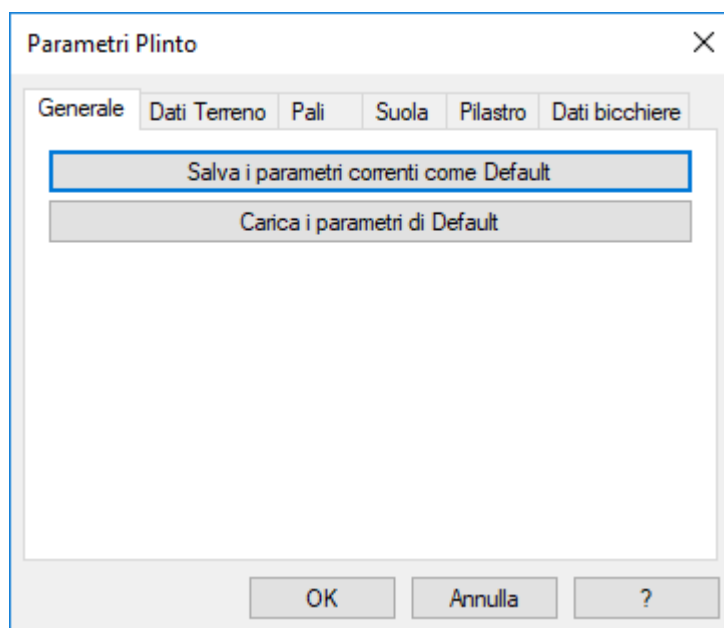 Parametri Plinto
Generale Dati Terreno Pali Suola Pilastro Dati bicchiere
Salva i parametri correnti come Default
Carica i parametri di Default
OK Annulla ?